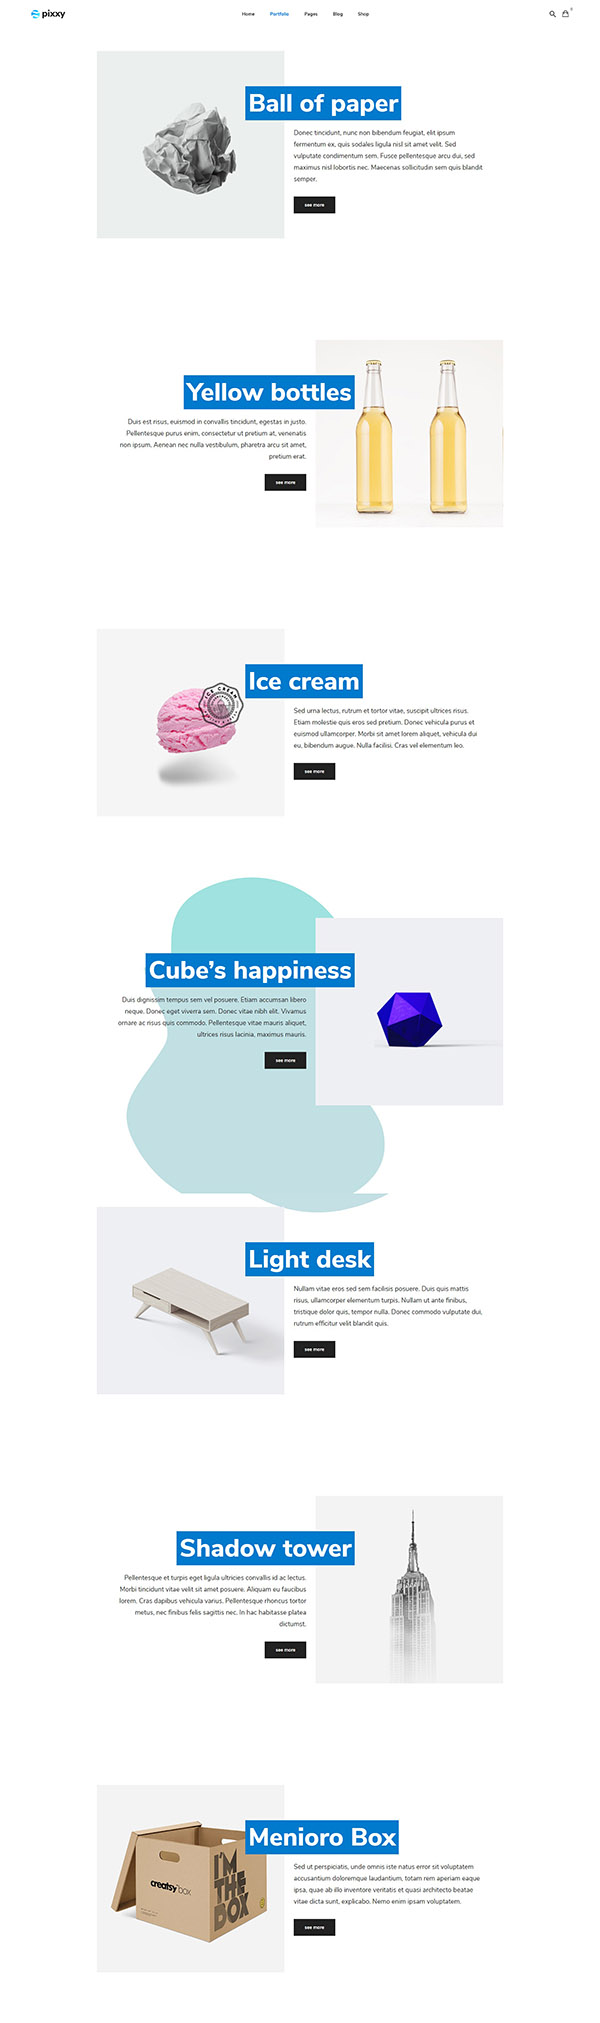 pixxy
Home Portfolio Pages Blog Shop
0
Ball of paper
Donec tincidunt, nunc non bibendum feugiat, elit ipsum
fermentum ex, quis sodales ligula nisl sit amet velit. Sed
vulputate condimentum sem. Fusce pellentesque arcu dui, sed
maximus nisl lobortis nec. Maecenas sollicitudin sem quis blandit
semper.
see more
Yellow bottles
Duis est risus, euismod in convallis tincidunt, egestas in justo.
Pellentesque purus enim, consectetur ut pretium at, venenatis
non ipsum. Aenean nec nulla vestibulum, pharetra arcu sit amet,
pretium erat.
see more
Ice cream
ICE CREAM
Sed urna lectus, rutrum et tortor vitae, suscipit ultrices risus.
Etiam molestie quis eros sed pretium. Donec vehicula purus et
euismod ullamcorper. Morbi sit amet lorem aliquet, vehicula dui
eu, bibendum augue. Nulla facilisi. Cras vel elementum leo.
see more
Cube's happiness
Duis dignissim tempus sem vel posuere. Etiam accumsan libero
neque. Donec eget viverra sem. Donec vitae nibh elit. Vivamus
ornare ac risus quis commodo. Pellentesque vitae mauris aliquet,
ultrices risus lacinia, maximus mauris.
see more
Light desk
Nullam vitae eros sed sem facilisis posuere. Duis quis mattis
risus, ullamcorper elementum turpis. Nullam ut ante finibus,
tristique dolor quis, tempor nulla. Donec commodo vulputate dui,
rutrum efficitur velit blandit quis.
see more
Shadow tower
Pellentesque et turpis eget ligula ultricies convallis id ac lectus.
Morbi tincidunt vitae velit sit amet posuere. Aliquam eu faucibus
lorem. Cras dapibus vehicula varius. Pellentesque rhoncus tortor
metus, nec finibus felis sagittis nec. In hac habitasse platea
dictumst.
see more
Menioro Box
creatsy box
I'M
THE
BOX
Sed ut perspiciatis, unde omnis iste natus error sit voluptatem
accusantium doloremque laudantium, totam rem aperiam eaque
ipsa, quae ab illo inventore veritatis et quasi architecto beatae
vitae dicta sunt, explicabo. Nemo enim ipsam voluptatem.
see more